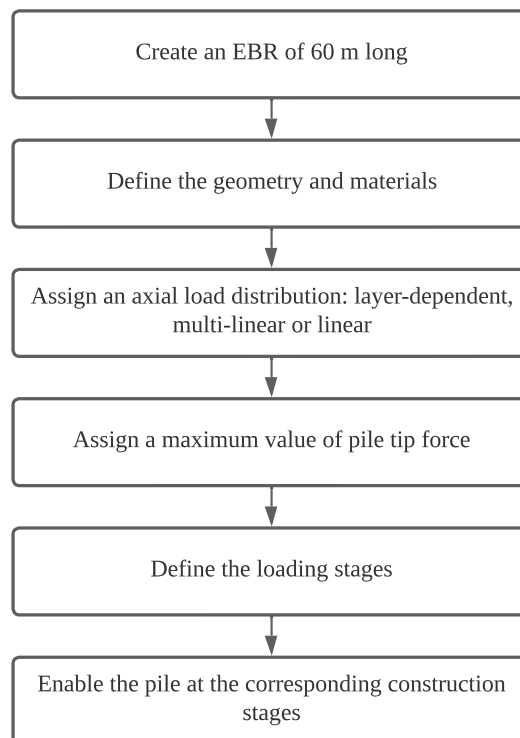 Create an EBR of 60 m long
Define the geometry and materials
Assign an axial load distribution: layer-dependent,
multi-linear or linear
Assign a maximum value of pile tip force
Define the loading stages
Enable the pile at the corresponding construction
stages